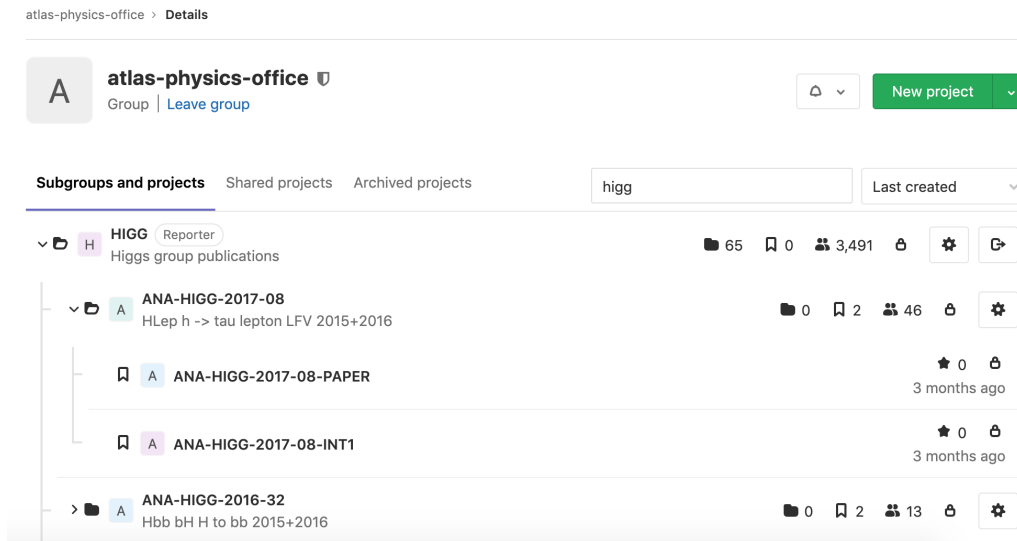 atlas-physics-office › Details
A
atlas-physics-office
Group | Leave group
New project
Subgroups and projects Shared projects Archived projects
higg
Last created
H HIGG Reporter
65 0 3,491
Higgs group publications
A ANA-HIGG-2017-08
0 2 46
HLep h -> tau lepton LFV 2015+2016
A ANA-HIGG-2017-08-PAPER
0
3 months ago
A ANA-HIGG-2017-08-INT1
0
3 months ago
A ANA-HIGG-2016-32
0 2 13
Hbb bH H to bb 2015+2016